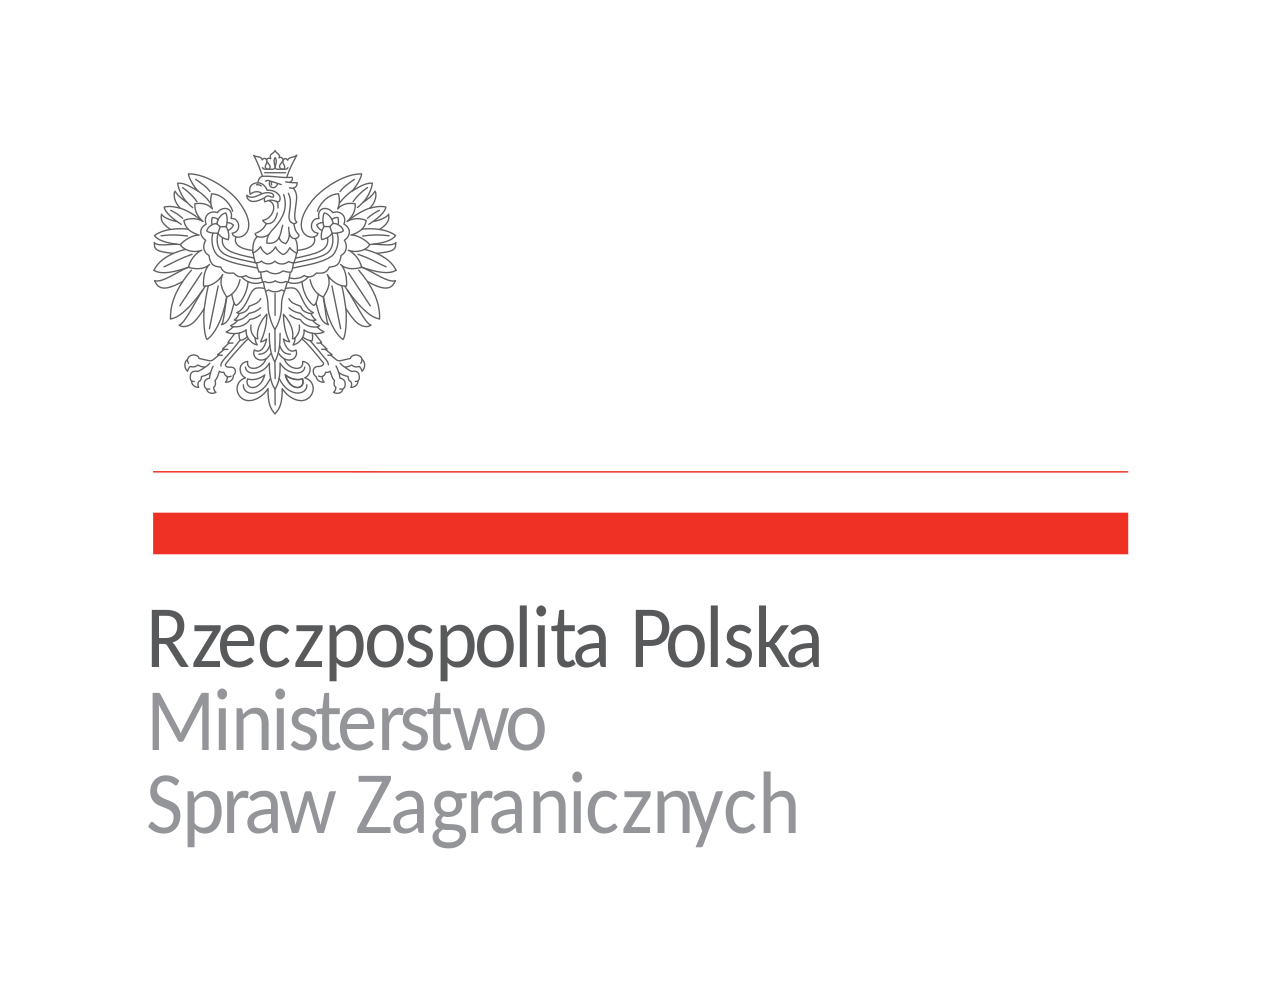 Rzeczpospolita Polska
Ministerstwo
Spraw Zagranicznych